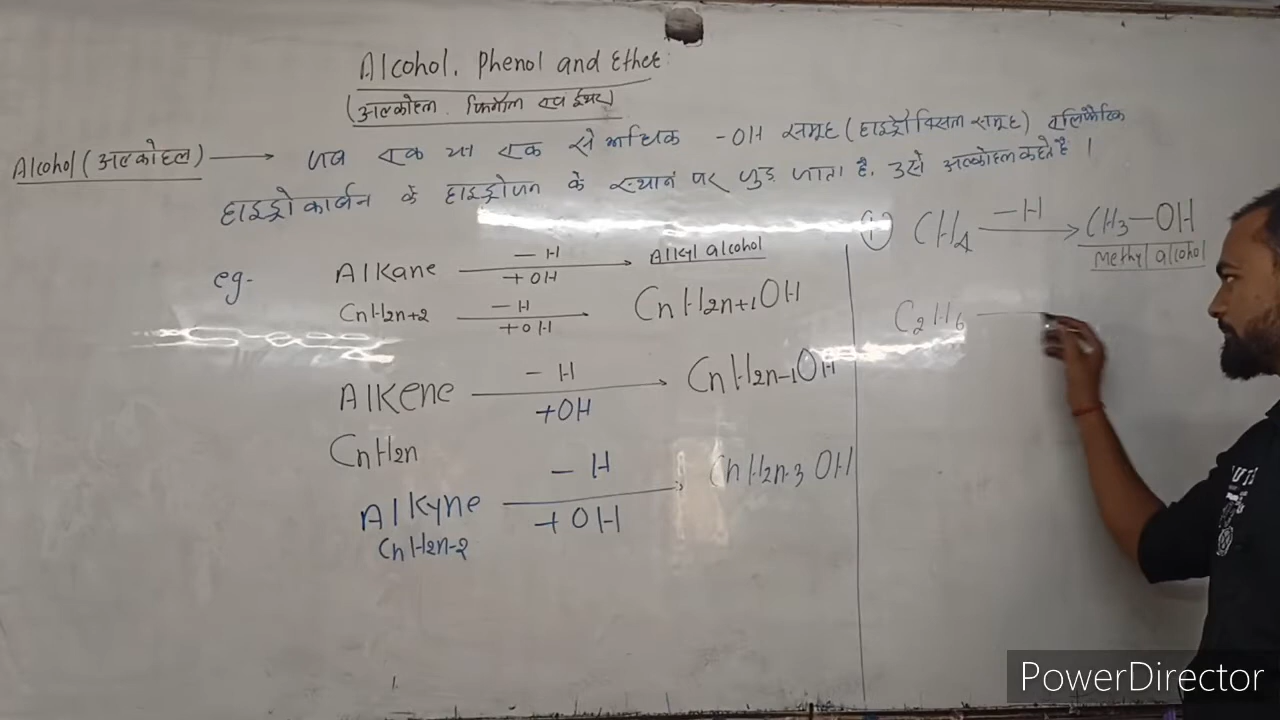 Alcohol, Phenol and Ether:
(अल्कोहल, फिनॉल एवं ईथर)
Alcohol (अल्कोहल) → जब एक या एक से अधिक -OH समूह (हाइड्रोक्सिल समूह) एलिफैटिक
हाइड्रोकार्बन के हाइड्रोजन के स्थान पर जुड़ जाता है, उसे अल्कोहल कहते है ।
eg-
Alkane —H → +OH Alkyl alcohol
CnH2n+2 —H → +OH CnH2n+1OH
Alkene —H → +OH CnH2n-1OH
CnH2n
Alkyne —H → +OH CnH2n-3OH
CnH2n-2
① CH4 —H → CH3—OH
Methyl alcohol
C2H6
PowerDirector